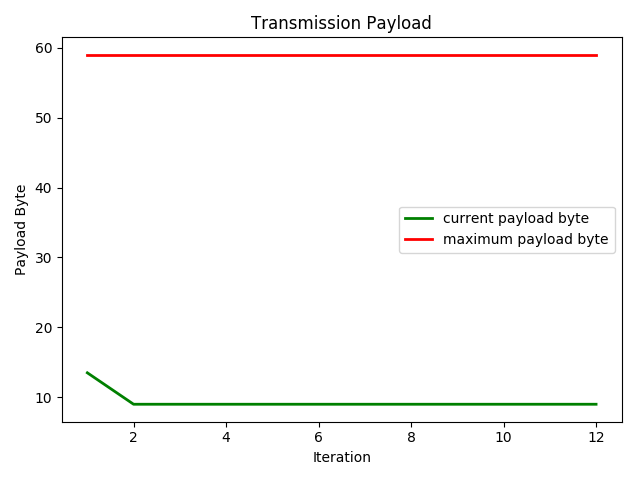 Transmission Payload
Payload Byte
60
50
40
30
20
10
current payload byte
maximum payload byte
2 4 6 8 10 12
Iteration